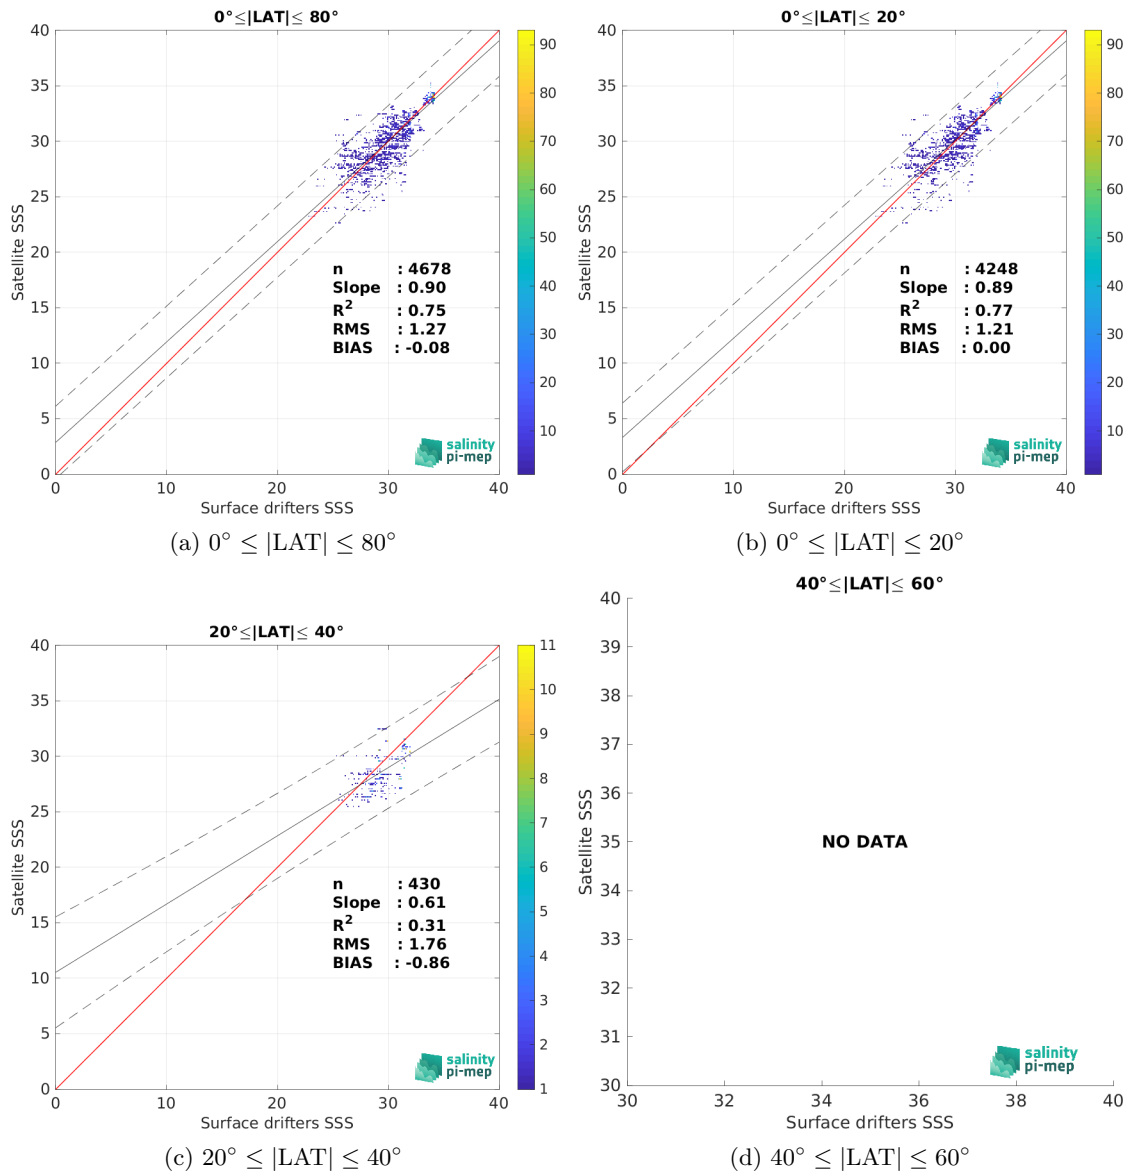 0°≤|LAT|≤ 80°
40
35
30
25
20
15
10
5
0
Satellite SSS
n : 4678
Slope : 0.90
R² : 0.75
RMS : 1.27
BIAS : -0.08
salinity
pi-mep
0 10 20 30 40
Surface drifters SSS
90
80
70
60
50
40
30
20
10
(a) 0° ≤ |LAT| ≤ 80°
0°≤|LAT|≤ 20°
40
35
30
25
20
15
10
5
0
Satellite SSS
n : 4248
Slope : 0.89
R² : 0.77
RMS : 1.21
BIAS : 0.00
salinity
pi-mep
0 10 20 30 40
Surface drifters SSS
90
80
70
60
50
40
30
20
10
(b) 0° ≤ |LAT| ≤ 20°
20°≤|LAT|≤ 40°
40
35
30
25
20
15
10
5
0
Satellite SSS
n : 430
Slope : 0.61
R² : 0.31
RMS : 1.76
BIAS : -0.86
salinity
pi-mep
0 10 20 30 40
Surface drifters SSS
11
10
9
8
7
6
5
4
3
2
1
(c) 20° ≤ |LAT| ≤ 40°
40°≤|LAT|≤ 60°
40
39
38
37
36
35
34
33
32
31
30
Satellite SSS
NO DATA
salinity
pi-mep
30 32 34 36 38 40
Surface drifters SSS
(d) 40° ≤ |LAT| ≤ 60°